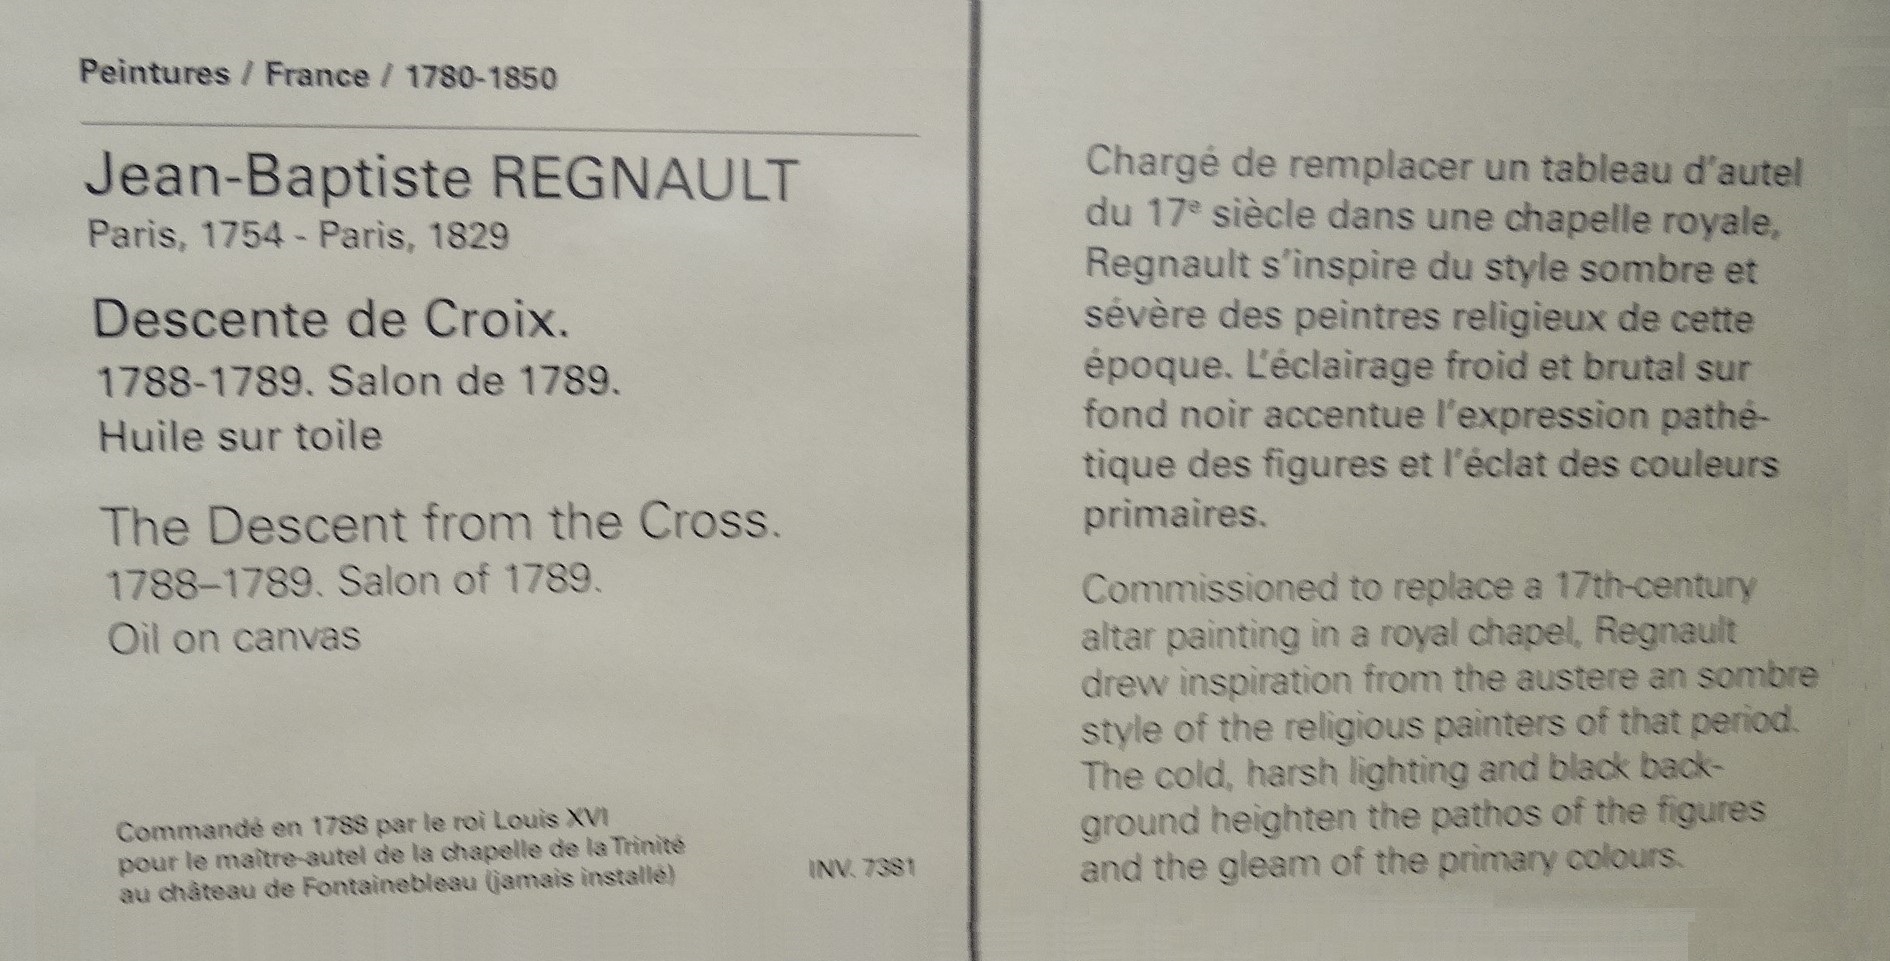 Peintures / France / 1780-1850
Jean-Baptiste REGNAULT
Paris, 1754 - Paris, 1829
Descente de Croix.
1788-1789. Salon de 1789.
Huile sur toile
The Descent from the Cross.
1788–1789. Salon of 1789.
Oil on canvas
Commandé en 1788 par le roi Louis XVI
pour le maître-autel de la chapelle de la Trinité
au château de Fontainebleau (jamais installé)
INV. 7381
Chargé de remplacer un tableau d'autel
du 17e siècle dans une chapelle royale,
Regnault s'inspire du style sombre et
sévère des peintres religieux de cette
époque. L'éclairage froid et brutal sur
fond noir accentue l'expression pathé-
tique des figures et l'éclat des couleurs
primaires.
Commissioned to replace a 17th-century
altar painting in a royal chapel, Regnault
drew inspiration from the austere an sombre
style of the religious painters of that period.
The cold, harsh lighting and black back-
ground heighten the pathos of the figures
and the gleam of the primary colours.